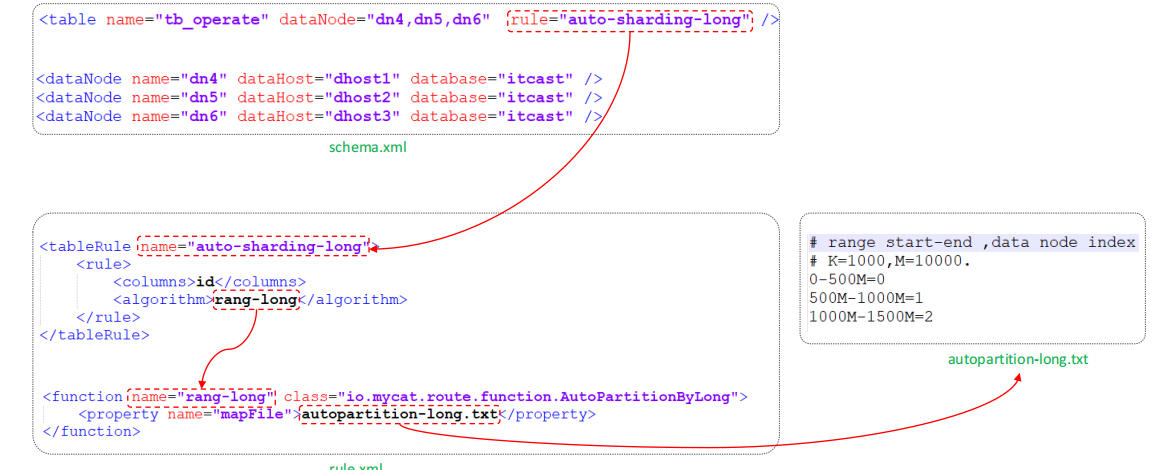 <table name="tb_operate" dataNode="dn4,dn5,dn6" rule="auto-sharding-long" />
<dataNode name="dn4" dataHost="dhost1" database="itcast" />
<dataNode name="dn5" dataHost="dhost2" database="itcast" />
<dataNode name="dn6" dataHost="dhost3" database="itcast" />
schema.xml
<tableRule name="auto-sharding-long">
<rule>
<columns>id</columns>
<algorithm>rang-long</algorithm>
</rule>
</tableRule>
<function name="rang-long" class="io.mycat.route.function.AutoPartitionByLong">
<property name="mapFile">autopartition-long.txt</property>
</function>
rule.xml
# range start-end ,data node index
# K=1000,M=10000.
0-500M=0
500M-1000M=1
1000M-1500M=2
autopartition-long.txt